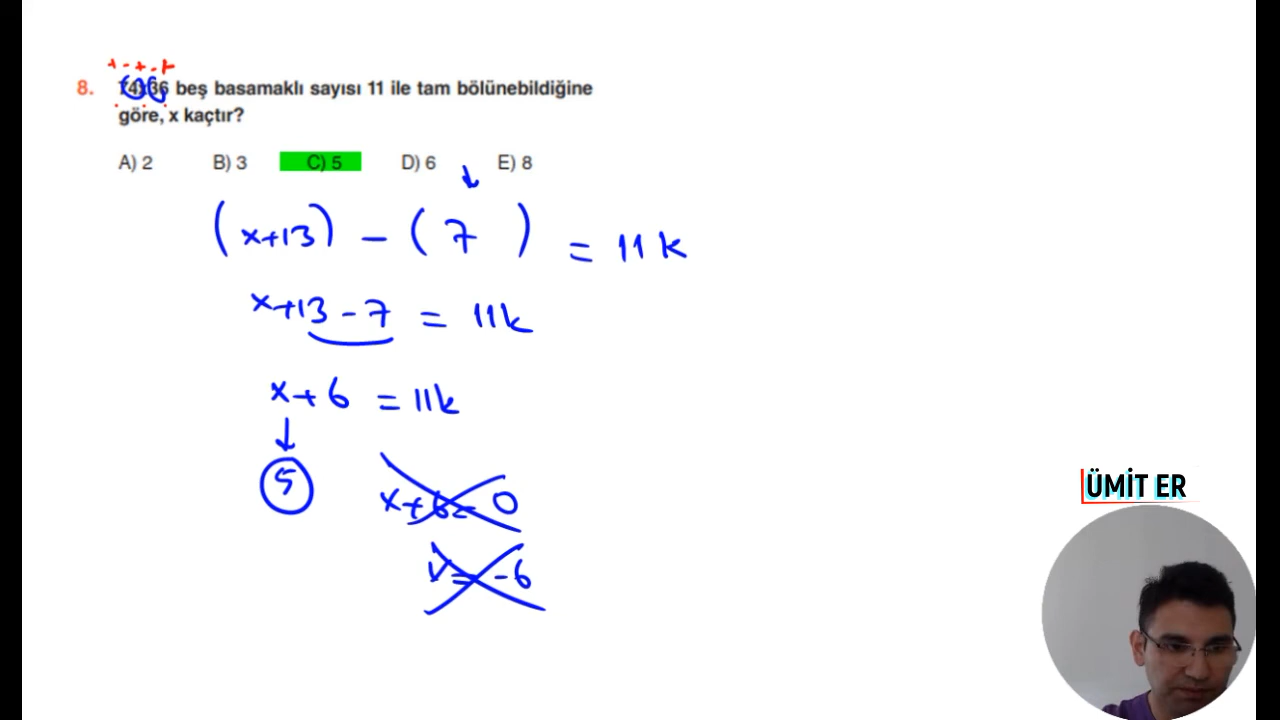 + - + - +
8. 74x36 beş basamaklı sayısı 11 ile tam bölünebildiğine
göre, x kaçtır?
A) 2 B) 3 C) 5 D) 6 E) 8
(x+13) - (7 ) = 11k
x+13-7 = 11k
x+6 = 11k
5
x+6= 0
x= -6
ÜMİT ER